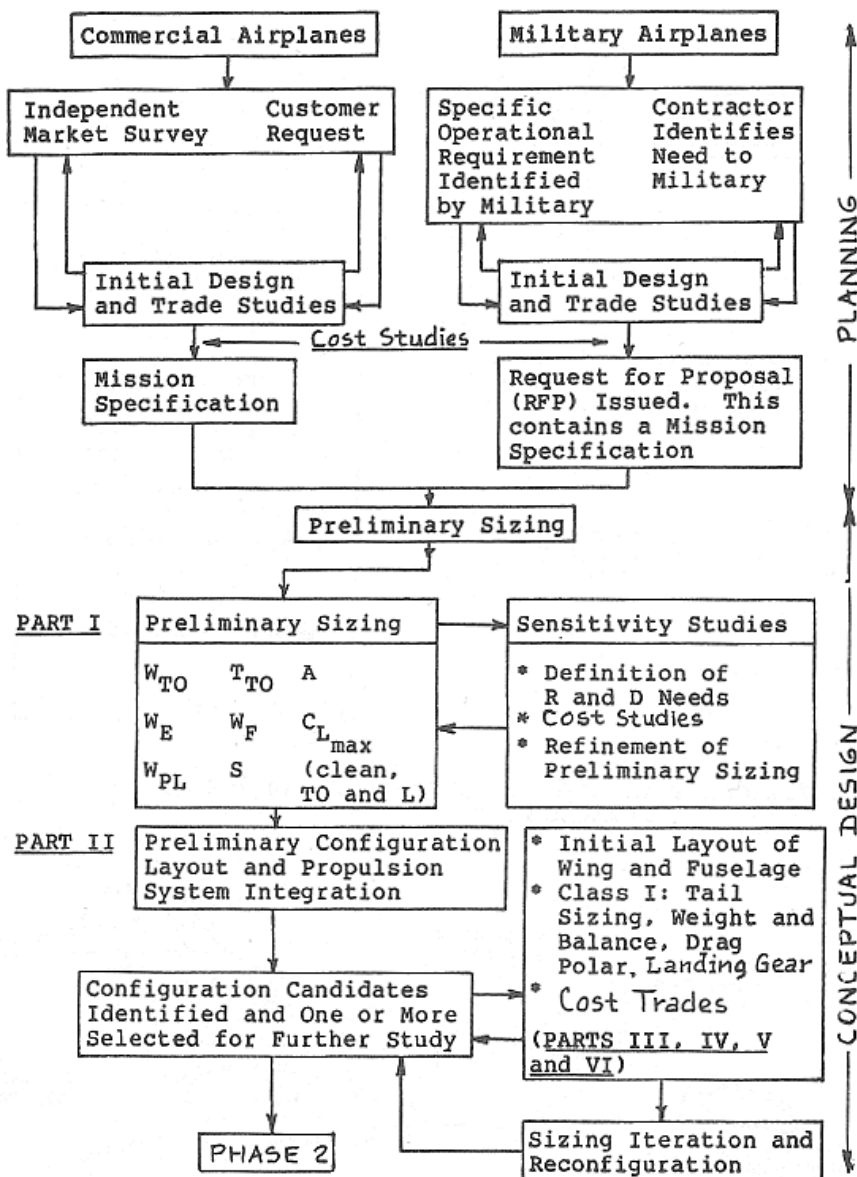 Commercial Airplanes
Military Airplanes
Independent Customer
Market Survey Request
Specific Contractor
Operational Identifies
Requirement Need to
Identified Military
by Military
Initial Design
and Trade Studies
Initial Design
and Trade Studies
Cost Studies
Mission
Specification
Request for Proposal
(RFP) Issued. This
contains a Mission
Specification
PLANNING
Preliminary Sizing
PART I
Preliminary Sizing
W_TO T_TO A
W_E W_F C_L_max
W_PL S (clean,
TO and L)
Sensitivity Studies
* Definition of
R and D Needs
* Cost Studies
* Refinement of
Preliminary Sizing
PART II
Preliminary Configuration
Layout and Propulsion
System Integration
* Initial Layout of
Wing and Fuselage
* Class I: Tail
Sizing, Weight and
Balance, Drag
Polar, Landing Gear
* Cost Trades
(PARTS III, IV, V
and VI)
Configuration Candidates
Identified and One or More
Selected for Further Study
PHASE 2
Sizing Iteration and
Reconfiguration
CONCEPTUAL DESIGN